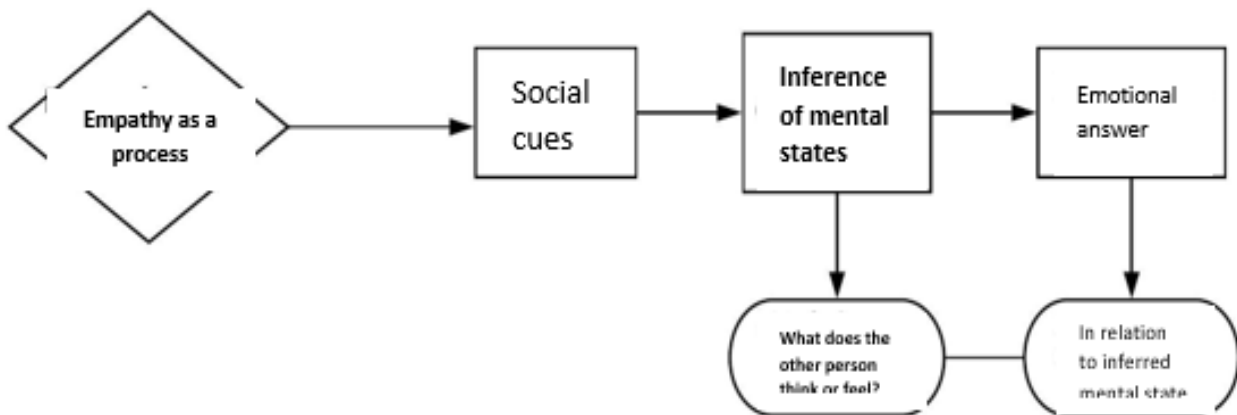 Empathy as a
process
Social
cues
Inference
of mental
states
Emotional
answer
What does the
other person
think or feel?
In relation
to inferred
mental state